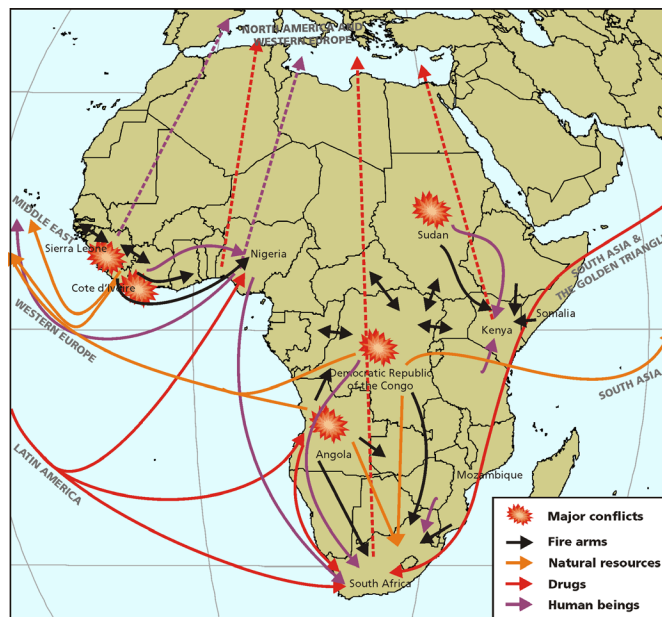 NORTH AMERICA AND
WESTERN EUROPE
MIDDLE EAST
Sierra Leone
Nigeria
Sudan
SOUTH ASIA &
THE GOLDEN TRIANGLE
Cote d'Ivoire
WESTERN EUROPE
Kenya
Somalia
Democratic Republic
of the Congo
SOUTH ASIA
LATIN AMERICA
Angola
Mozambique
South Africa
Major conflicts
Fire arms
Natural resources
Drugs
Human beings